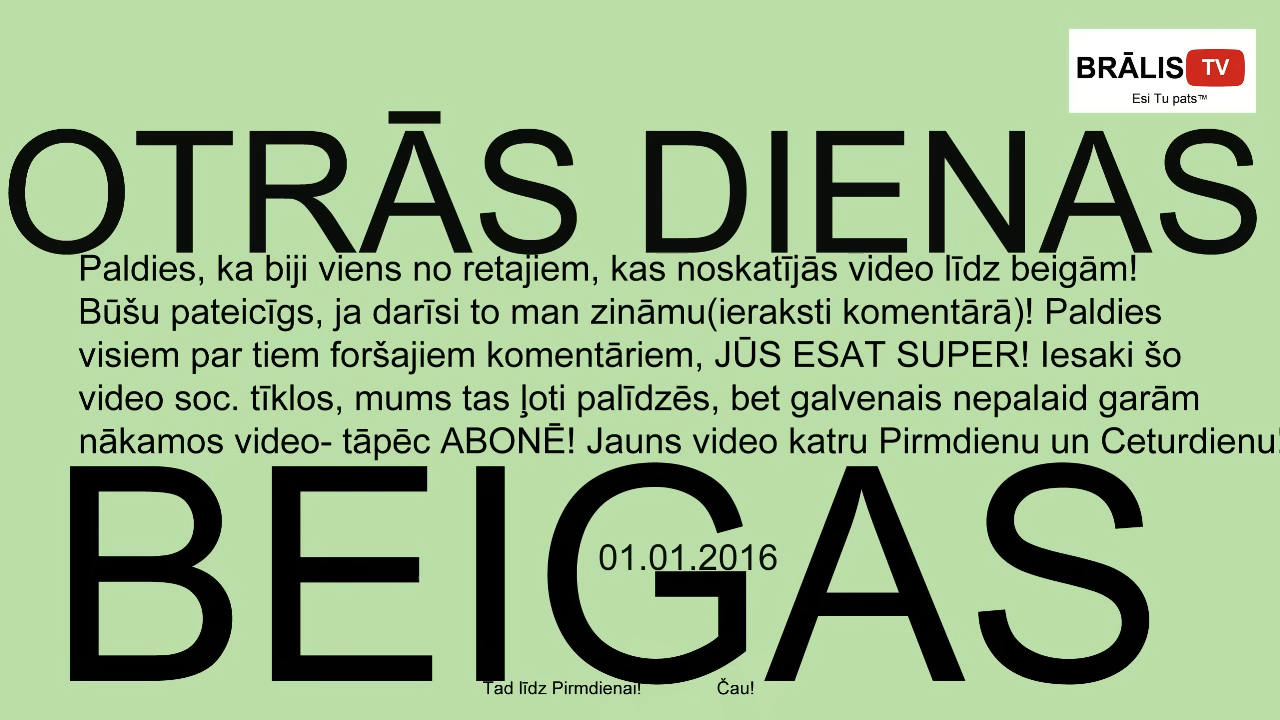 BRĀLIS TV
Esi Tu pats™
OTRĀS DIENAS
Paldies, ka biji viens no retajiem, kas noskatījās video līdz beigām!
Būšu pateicīgs, ja darīsi to man zināmu(ieraksti komentārā)! Paldies
visiem par tiem foršajiem komentāriem, JŪS ESAT SUPER! Iesaki šo
video soc. tīklos, mums tas ļoti palīdzēs, bet galvenais nepalaid garām
nākamos video- tāpēc ABONĒ! Jauns video katru Pirmdienu un Ceturdienu!
BEIGAS
01.01.2016
Tad līdz Pirmdienai! Čau!